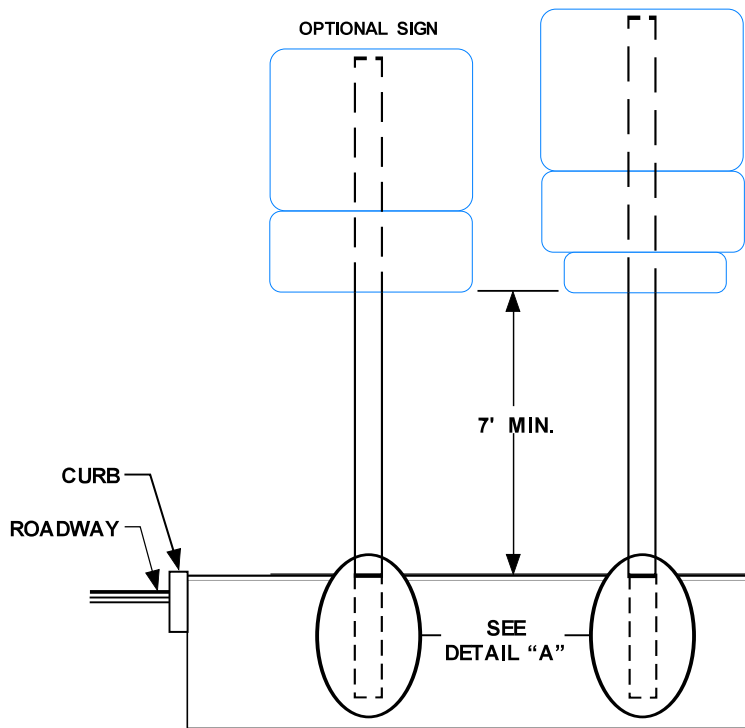 OPTIONAL SIGN
7' MIN.
CURB
ROADWAY
SEE
DETAIL “A”